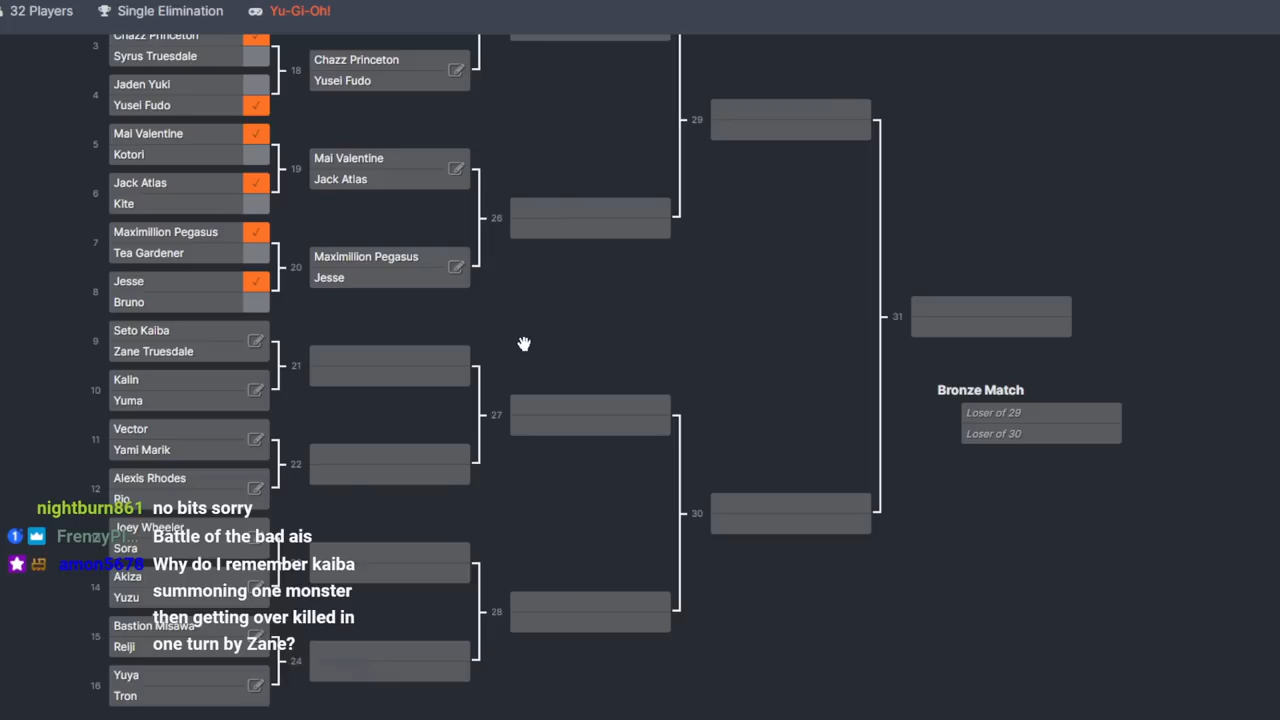 32 Players Single Elimination Yu-Gi-Oh!
3 Chazz Princeton
Syrus Truesdale
4 Jaden Yuki
Yusei Fudo
5 Mai Valentine
Kotori
6 Jack Atlas
Kite
7 Maximillion Pegasus
Tea Gardener
8 Jesse
Bruno
9 Seto Kaiba
Zane Truesdale
10 Kalin
Yuma
11 Vector
Yami Marik
12 Alexis Rhodes
Rio
Joey Wheeler
Sora
14 Akiza
Yuzu
15 Bastion Misawa
Reiji
16 Yuya
Tron
18 Chazz Princeton
Yusei Fudo
19 Mai Valentine
Jack Atlas
20 Maximillion Pegasus
Jesse
21
22
24
26
27
28
29
30
31
Bronze Match
Loser of 29
Loser of 30
nightburn861 no bits sorry
1 FrenzyPl... Battle of the bad ais
amon5678 Why do I remember kaiba
summoning one monster
then getting over killed in
one turn by Zane?